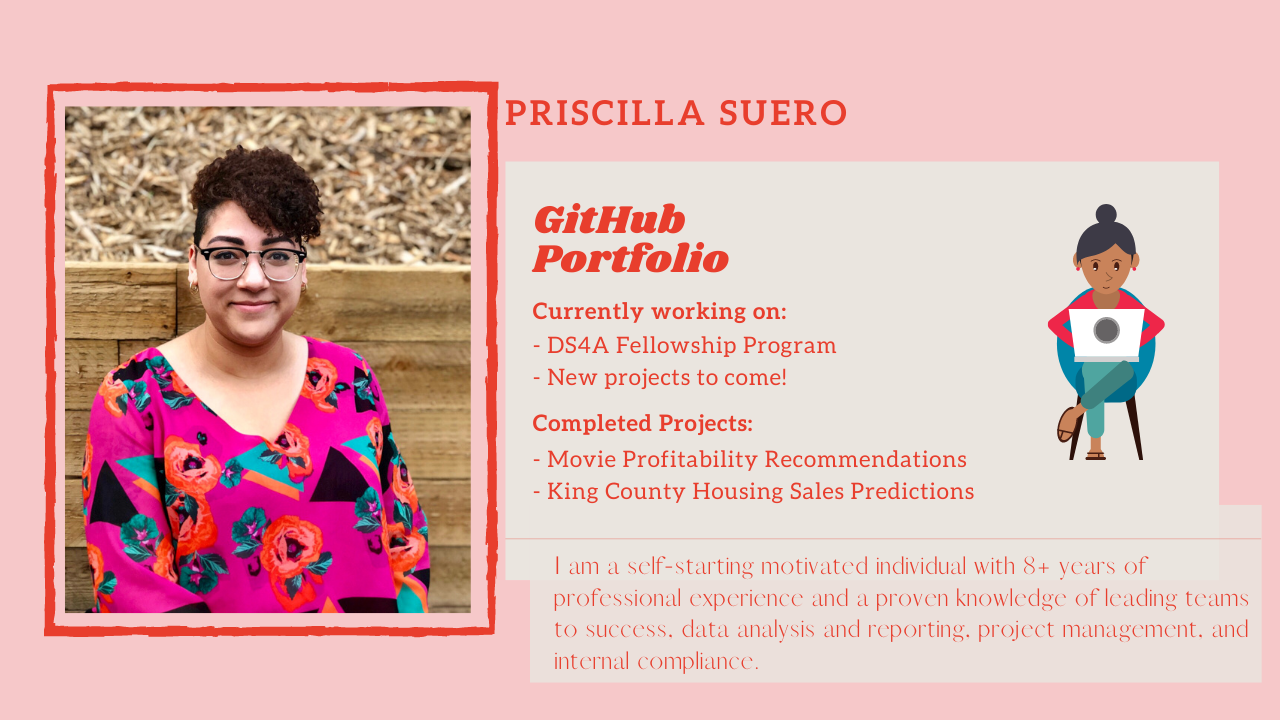 PRISCILLA SUERO
GitHub
Portfolio
Currently working on:
- DS4A Fellowship Program
- New projects to come!
Completed Projects:
- Movie Profitability Recommendations
- King County Housing Sales Predictions
I am a self-starting motivated individual with 8+ years of
professional experience and a proven knowledge of leading teams
to success, data analysis and reporting, project management, and
internal compliance.